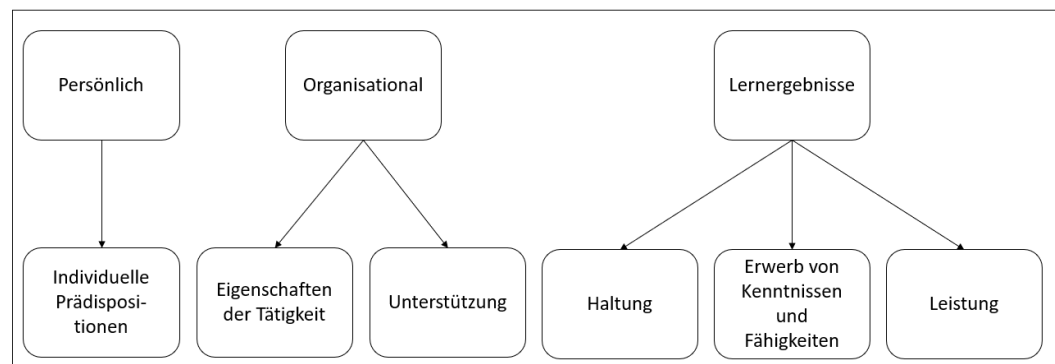 Persönlich
Organisational
Lernergebnisse
Individuelle
Prädisposi-
tionen
Eigenschaften
der Tätigkeit
Unterstützung
Haltung
Erwerb von
Kenntnissen
und
Fähigkeiten
Leistung